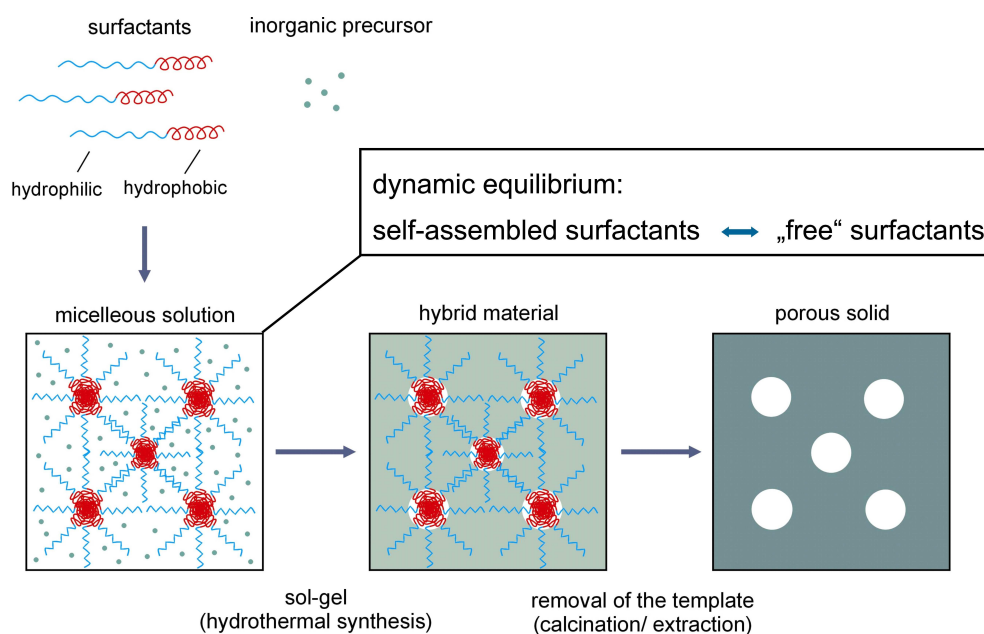 surfactants
inorganic precursor
hydrophilic
hydrophobic
dynamic equilibrium:
self-assembled surfactants „free“ surfactants
micelleous solution
hybrid material
porous solid
sol-gel
(hydrothermal synthesis)
removal of the template
(calcination/ extraction)